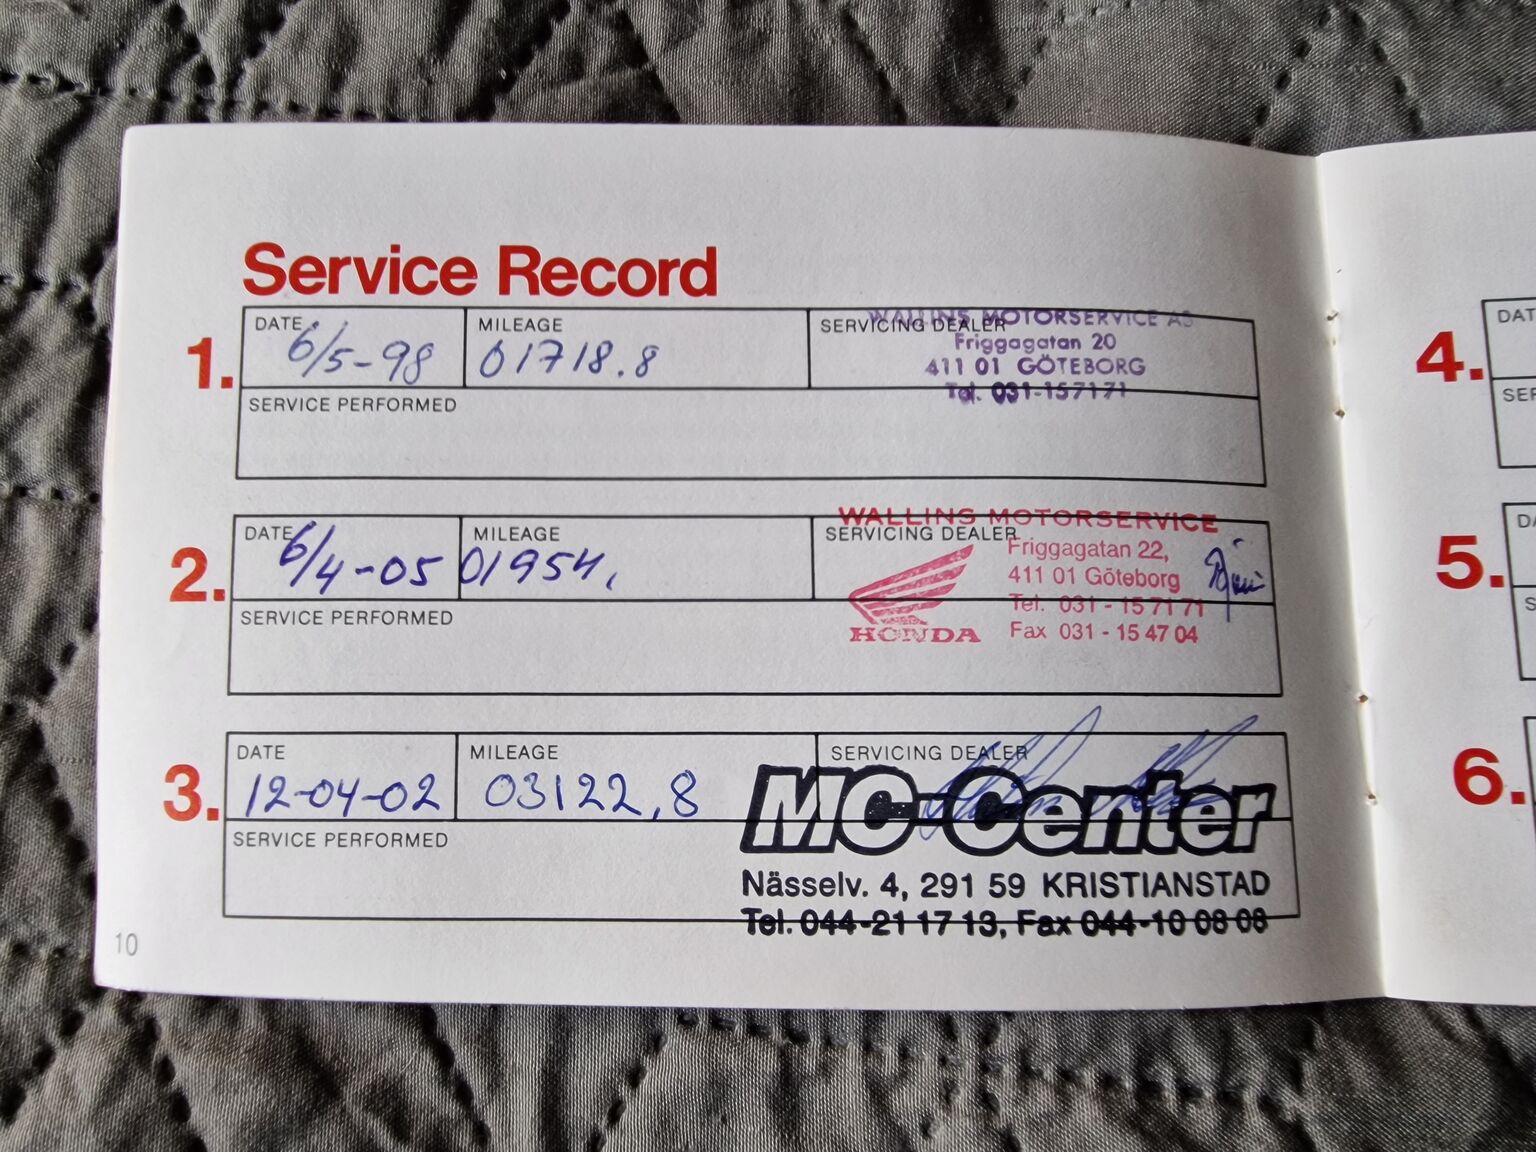 Service Record
1.
DATE 6/5-98
MILEAGE 01718.8
SERVICING DEALER
WALLINS MOTORSERVICE AB
Friggagatan 20
411 01 GÖTEBORG
Tel. 031-157171
SERVICE PERFORMED
2.
DATE 6/4-05
MILEAGE 01954,
SERVICING DEALER
WALLINS MOTORSERVICE
Friggagatan 22,
411 01 Göteborg
Tel. 031 - 15 71 71
Fax 031 - 15 47 04
HONDA
SERVICE PERFORMED
3.
DATE 12-04-02
MILEAGE 03122,8
SERVICING DEALER
MC-Center
Nässelv. 4, 291 59 KRISTIANSTAD
Tel. 044-21 17 13, Fax 044-10 08 08
SERVICE PERFORMED
10
4.
DAT
SER
5.
DA
S
6.